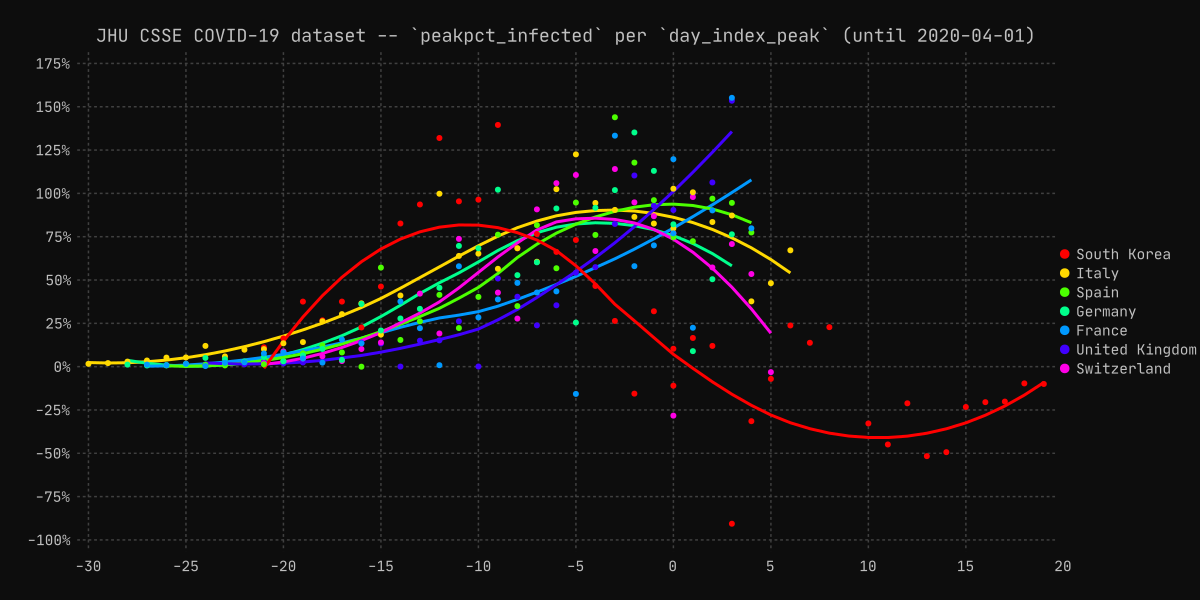 JHU CSSE COVID-19 dataset -- `peakpct_infected` per `day_index_peak` (until 2020-04-01)
175%
150%
125%
100%
75%
50%
25%
0%
-25%
-50%
-75%
-100%
-30 -25 -20 -15 -10 -5 0 5 10 15 20
South Korea
Italy
Spain
Germany
France
United Kingdom
Switzerland